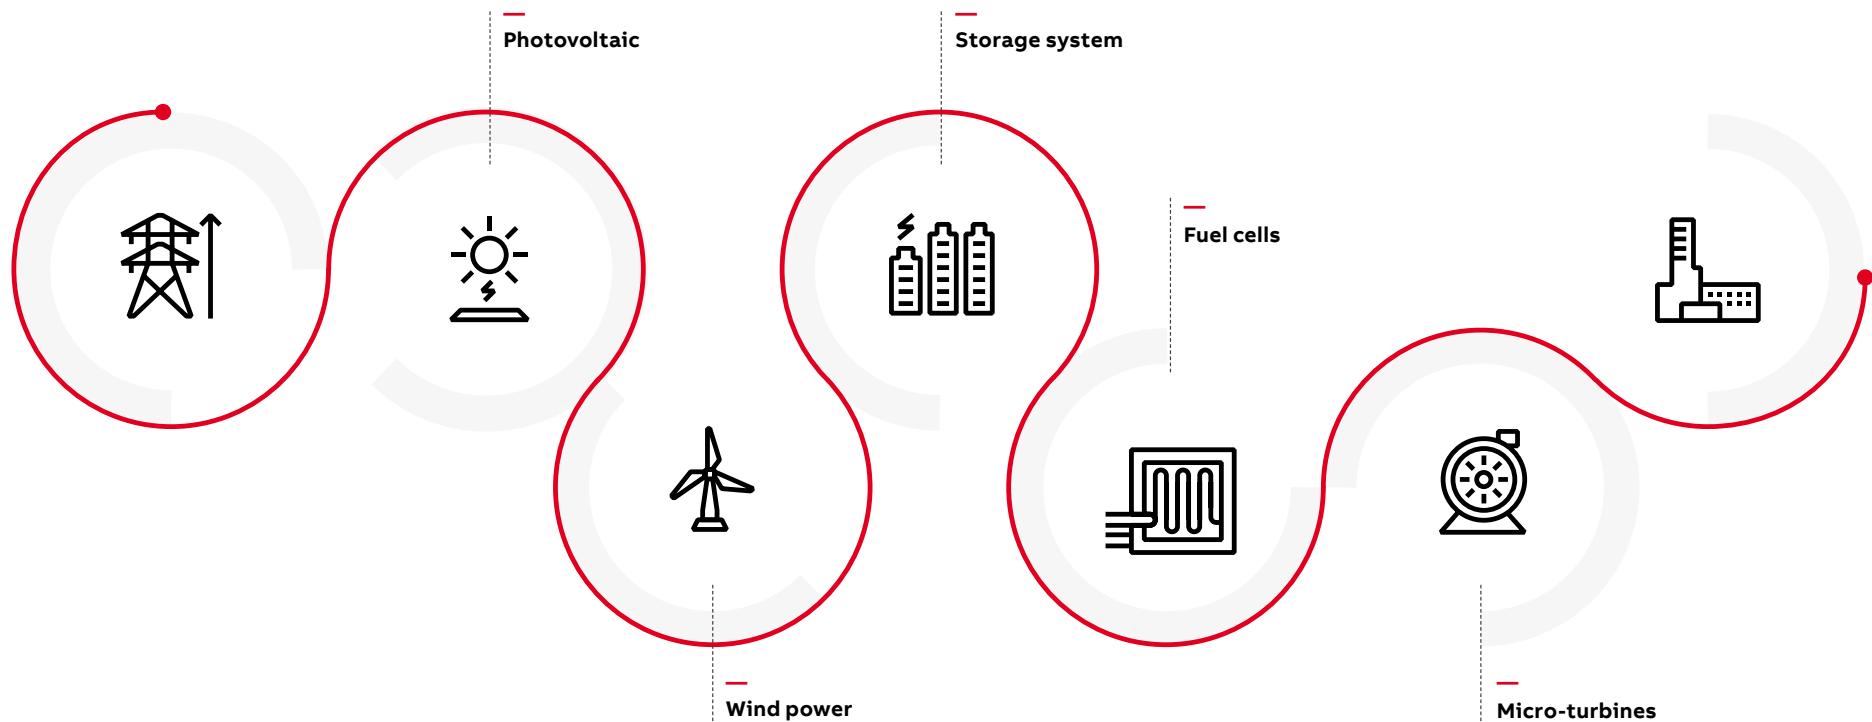 Photovoltaic
Storage system
Fuel cells
Wind power
Micro-turbines